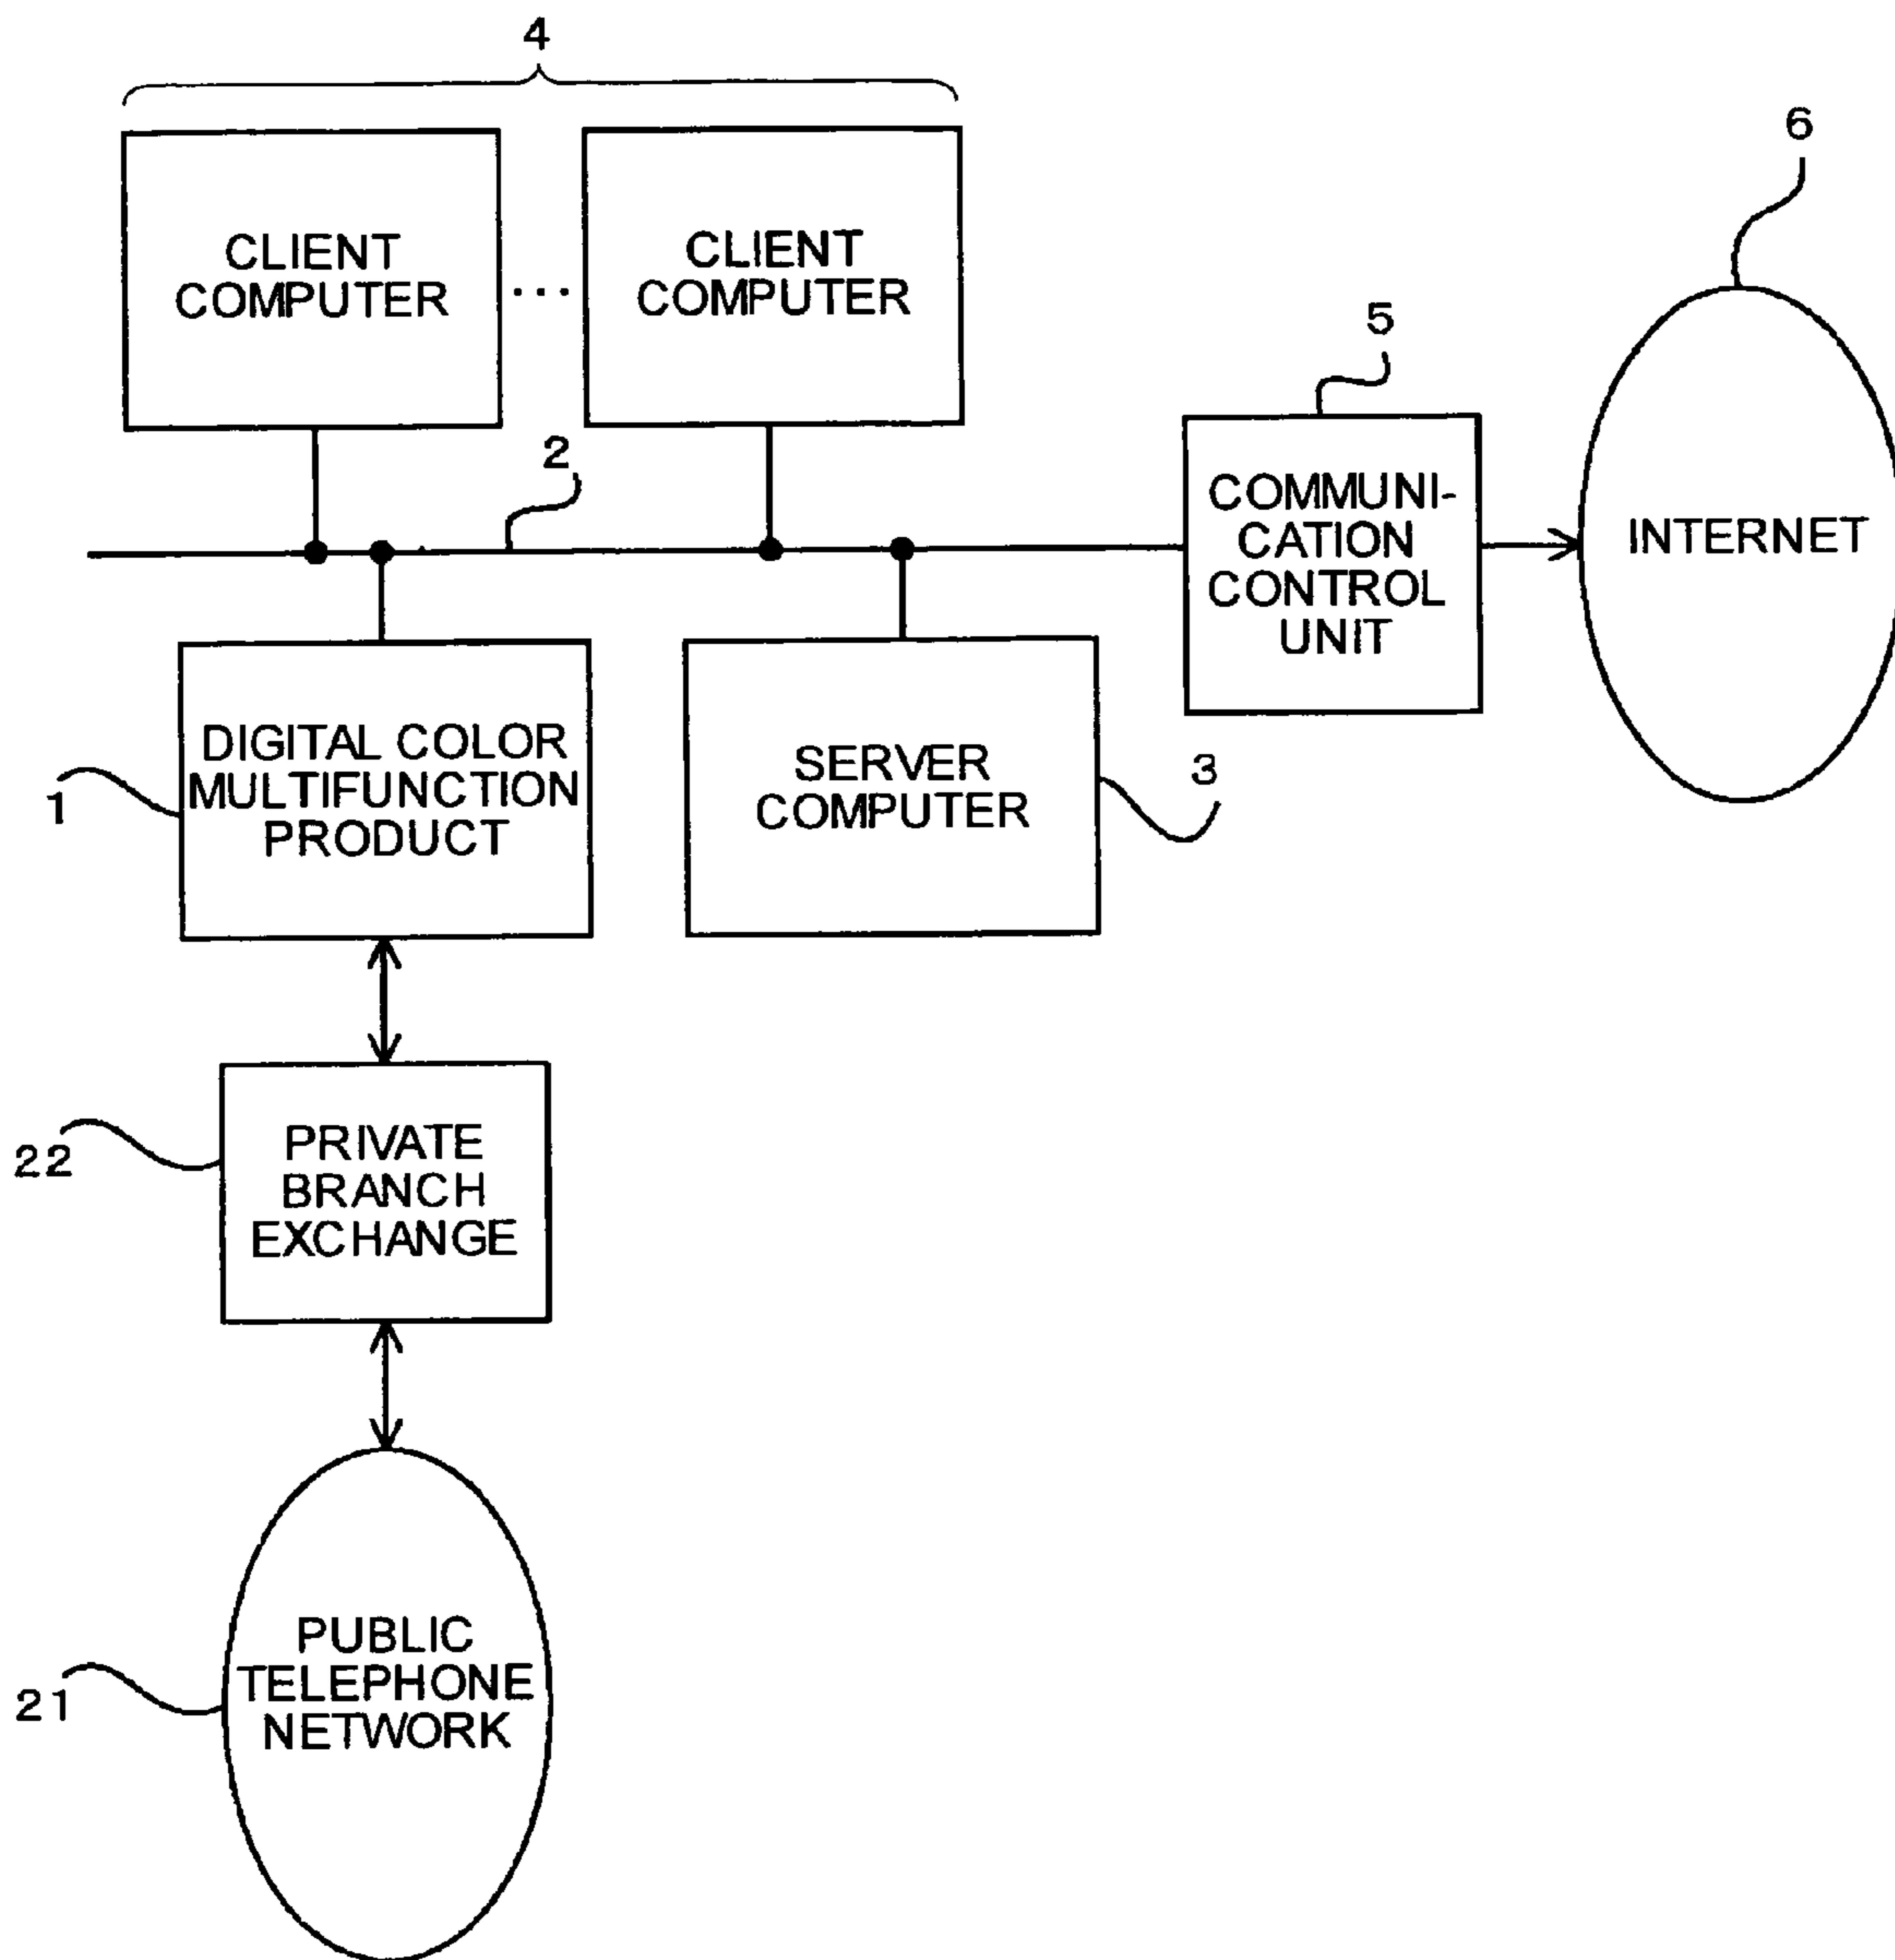 4
6
CLIENT
COMPUTER
...
CLIENT
COMPUTER
5
2
COMMUNI-
CATION
CONTROL
UNIT
INTERNET
1
DIGITAL COLOR
MULTIFUNCTION
PRODUCT
SERVER
COMPUTER
3
22
PRIVATE
BRANCH
EXCHANGE
21
PUBLIC
TELEPHONE
NETWORK